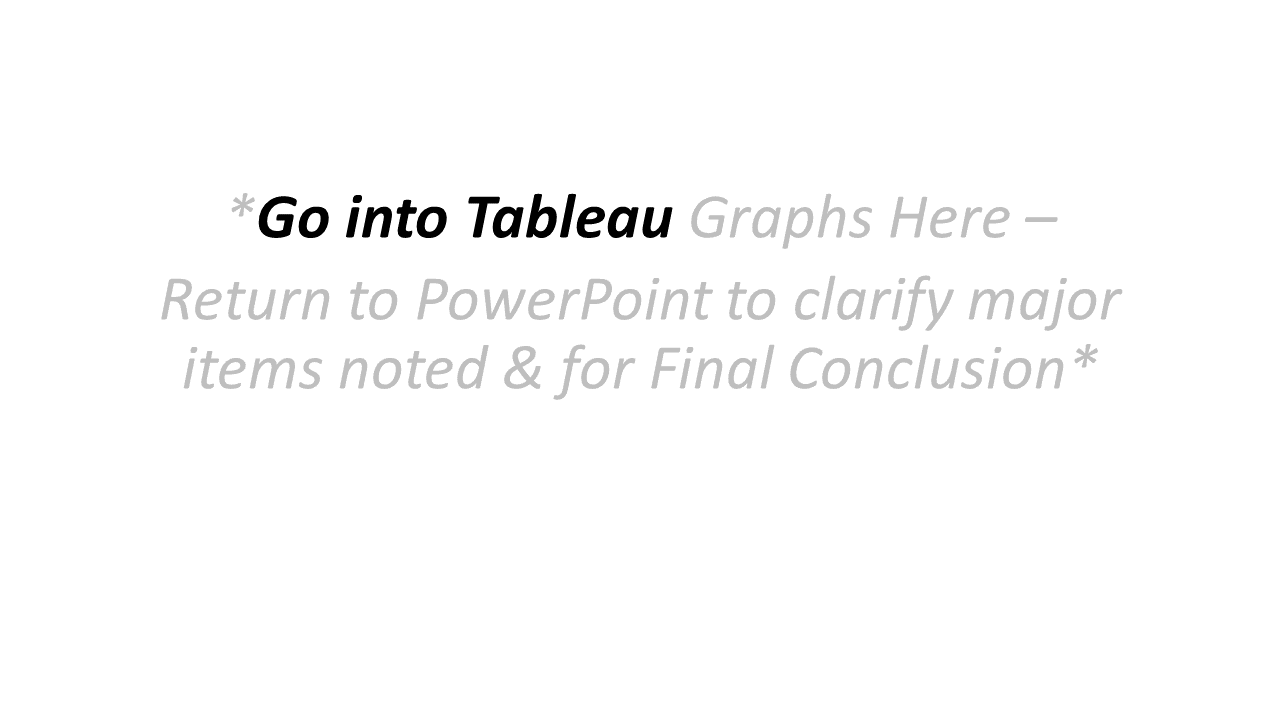 *Go into Tableau Graphs Here –
Return to PowerPoint to clarify major
items noted & for Final Conclusion*